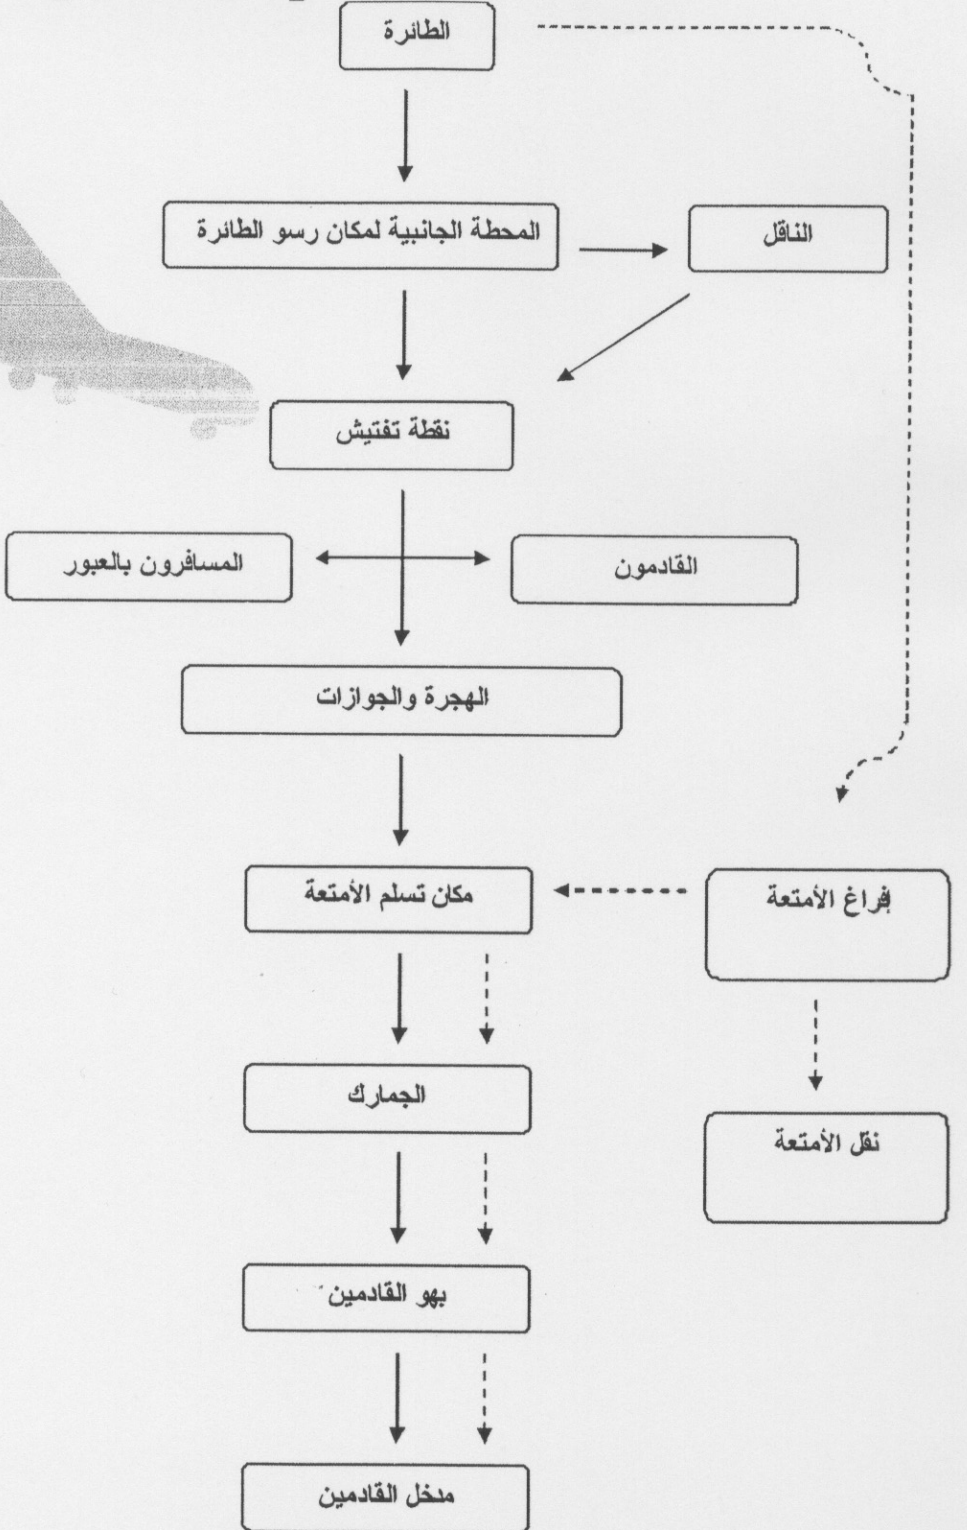 الطائرة
المحطة الجانبية لمكان رسو الطائرة
الناقل
نقطة تفتيش
القادمون
المسافرون بالعبور
الهجرة والجوازات
إفراغ الأمتعة
مكان تسلم الأمتعة
الجمارك
نقل الأمتعة
بهو القادمين
مدخل القادمين